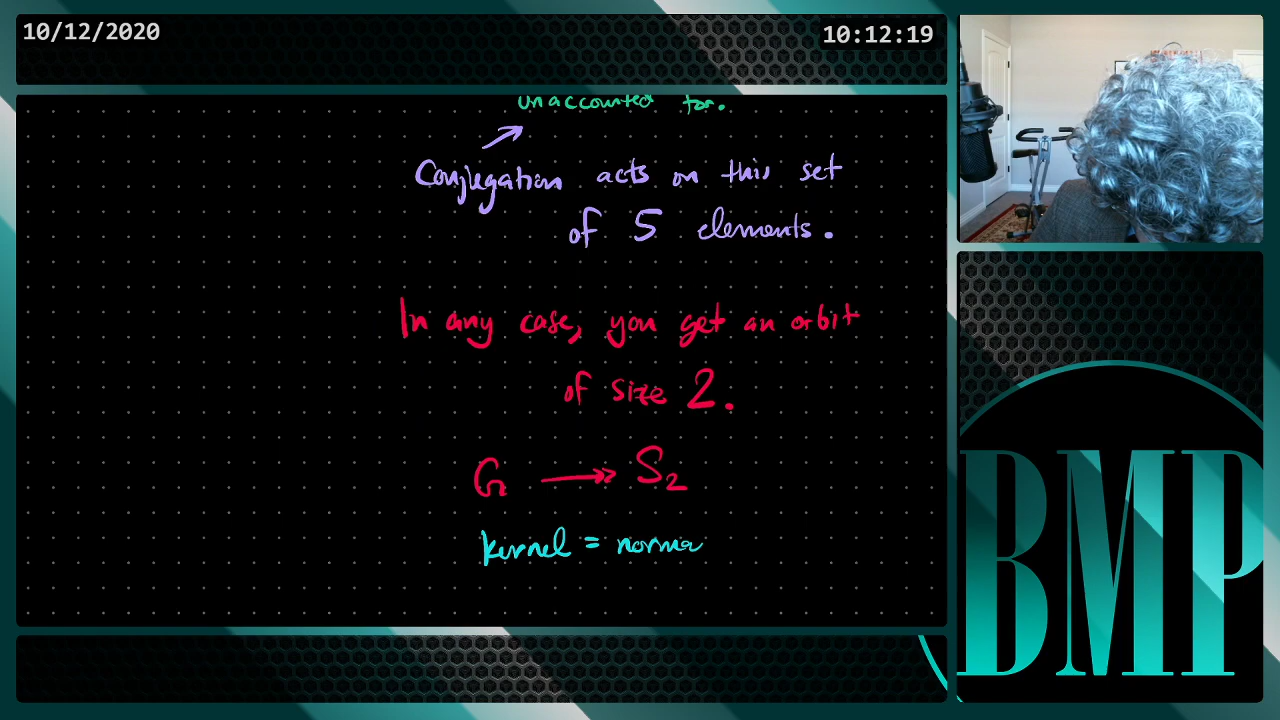 10/12/2020
10:12:19
unaccounted for.
Conjugation acts on this set
of 5 elements.
In any case, you get an orbit
of size 2.
G → S2
kernel = norma
BMP